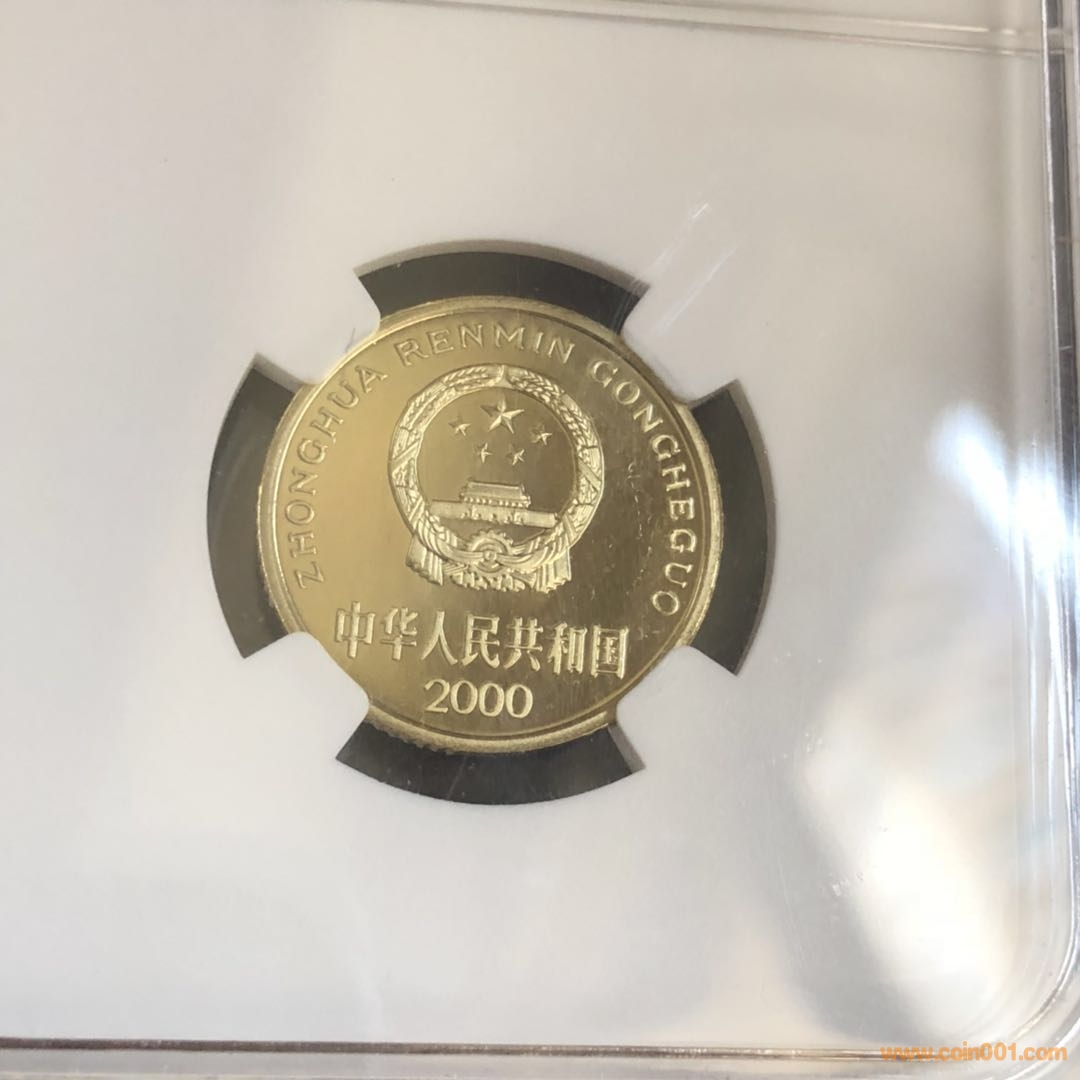 ZHONGHUA RENMIN GONGHEGUO
中华人民共和国
2000
www.coin001.com